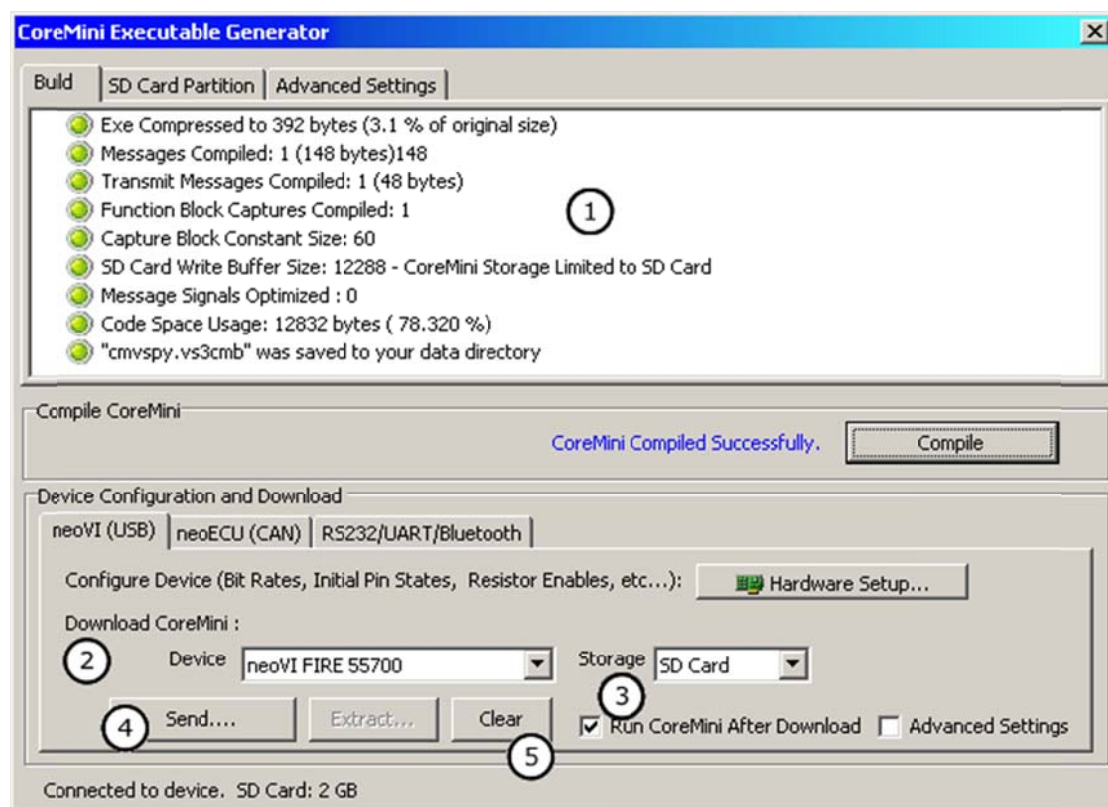 CoreMini Executable Generator
Build SD Card Partition Advanced Settings
Exe Compressed to 392 bytes (3.1 % of original size)
Messages Compiled: 1 (148 bytes)148
Transmit Messages Compiled: 1 (48 bytes)
Function Block Captures Compiled: 1
1
Capture Block Constant Size: 60
SD Card Write Buffer Size: 12288 - CoreMini Storage Limited to SD Card
Message Signals Optimized : 0
Code Space Usage: 12832 bytes ( 78.320 %)
"cmvspy.vs3cmb" was saved to your data directory
Compile CoreMini
CoreMini Compiled Successfully. Compile
Device Configuration and Download
neoVI (USB) neoECU (CAN) RS232/UART/Bluetooth
Configure Device (Bit Rates, Initial Pin States, Resistor Enables, etc...): Hardware Setup...
Download CoreMini :
2 Device neoVI FIRE 55700 Storage SD Card
3
4 Send.... Extract... Clear Run CoreMini After Download Advanced Settings
5
Connected to device. SD Card: 2 GB